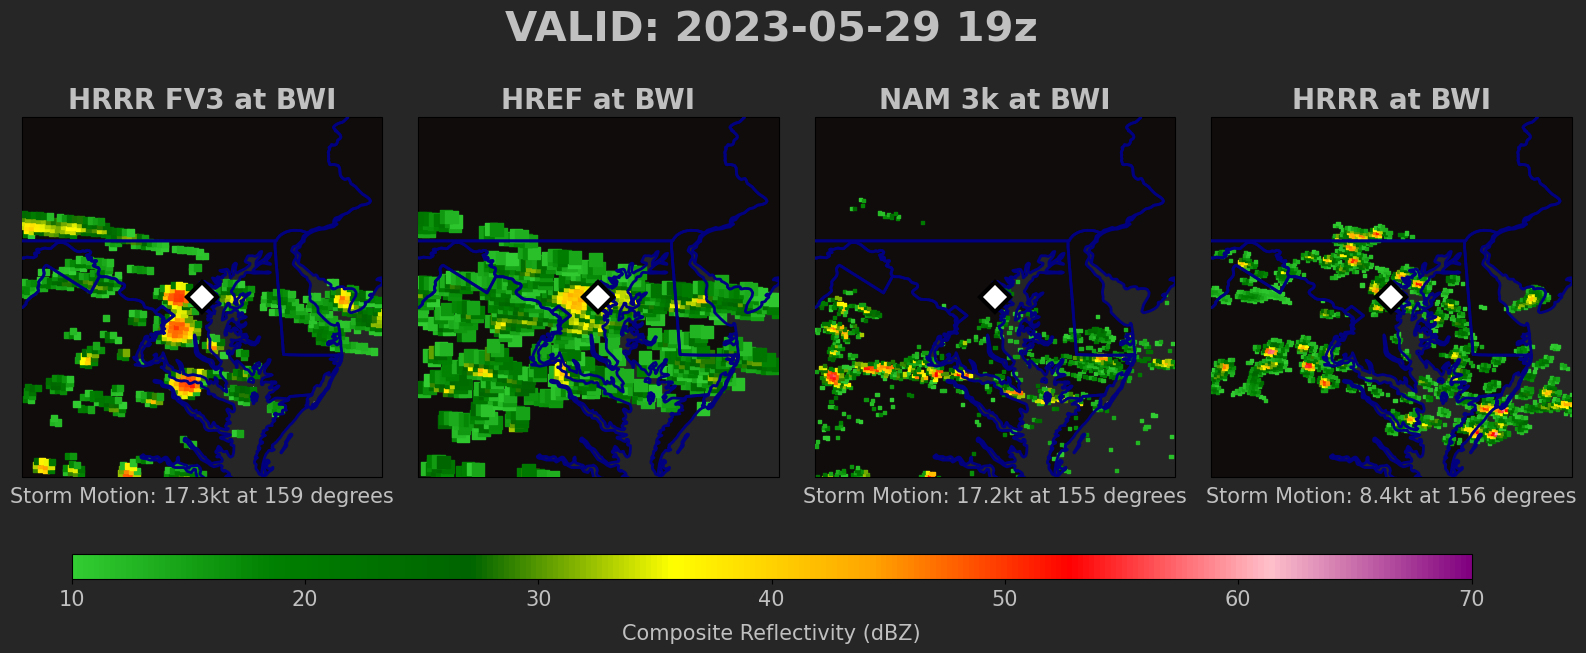 VALID: 2023-05-29 19z
HRRR FV3 at BWI
HREF at BWI
NAM 3k at BWI
HRRR at BWI
Storm Motion: 17.3kt at 159 degrees
Storm Motion: 17.2kt at 155 degrees
Storm Motion: 8.4kt at 156 degrees
10 20 30 40 50 60 70
Composite Reflectivity (dBZ)